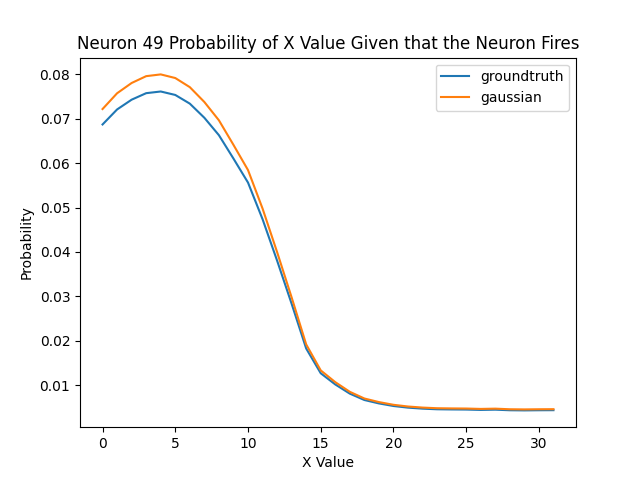 Neuron 49 Probability of X Value Given that the Neuron Fires
groundtruth
gaussian
0.08
0.07
0.06
0.05
0.04
0.03
0.02
0.01
Probability
0 5 10 15 20 25 30
X Value